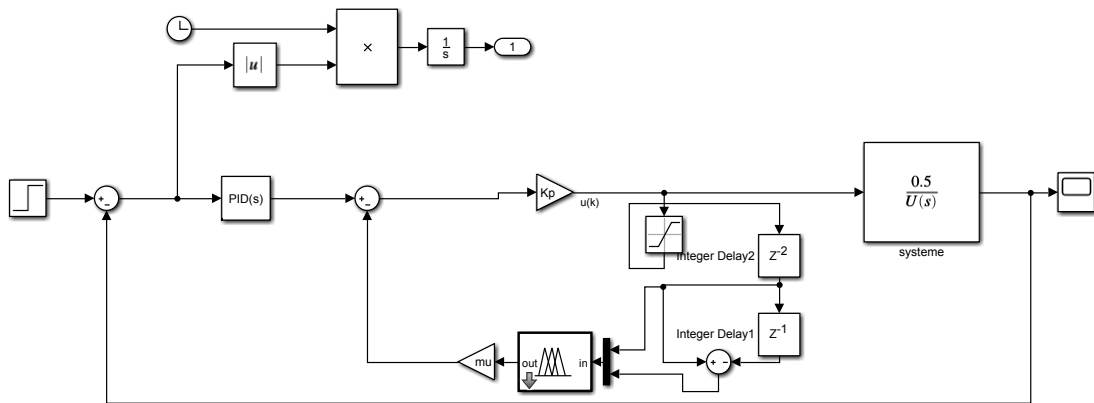 |u|
×
1
s
1
PID(s)
+
−
+
−
Kp
u(k)
0.5
U(s)
systeme
Integer Delay2
Z-2
Integer Delay1
Z-1
mu
out
in
+
−